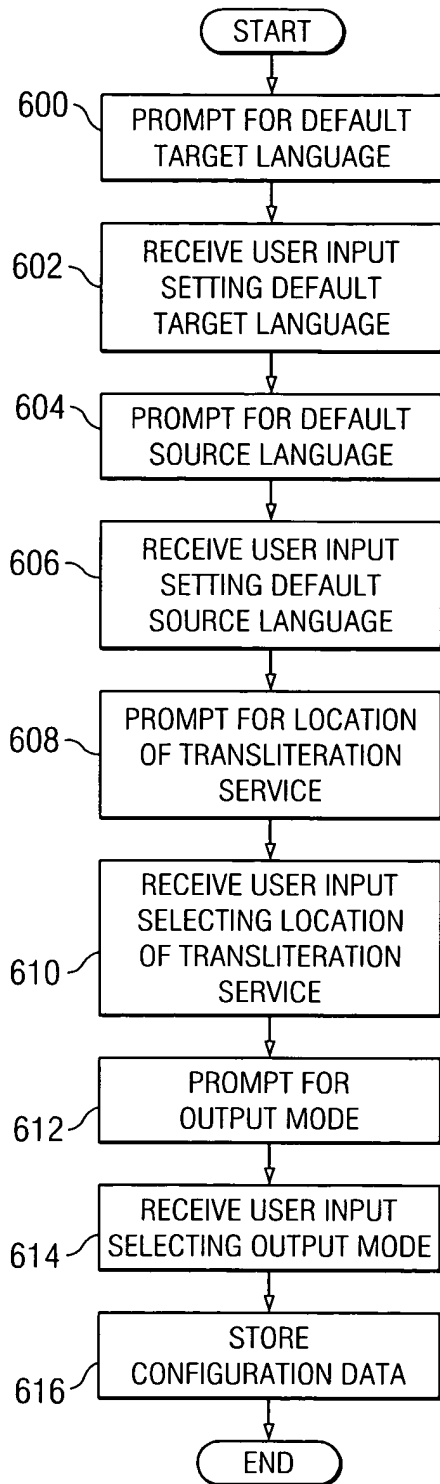 START
600
PROMPT FOR DEFAULT
TARGET LANGUAGE
602
RECEIVE USER INPUT
SETTING DEFAULT
TARGET LANGUAGE
604
PROMPT FOR DEFAULT
SOURCE LANGUAGE
606
RECEIVE USER INPUT
SETTING DEFAULT
SOURCE LANGUAGE
608
PROMPT FOR LOCATION
OF TRANSLITERATION
SERVICE
610
RECEIVE USER INPUT
SELECTING LOCATION
OF TRANSLITERATION
SERVICE
612
PROMPT FOR
OUTPUT MODE
614
RECEIVE USER INPUT
SELECTING OUTPUT MODE
616
STORE
CONFIGURATION DATA
END